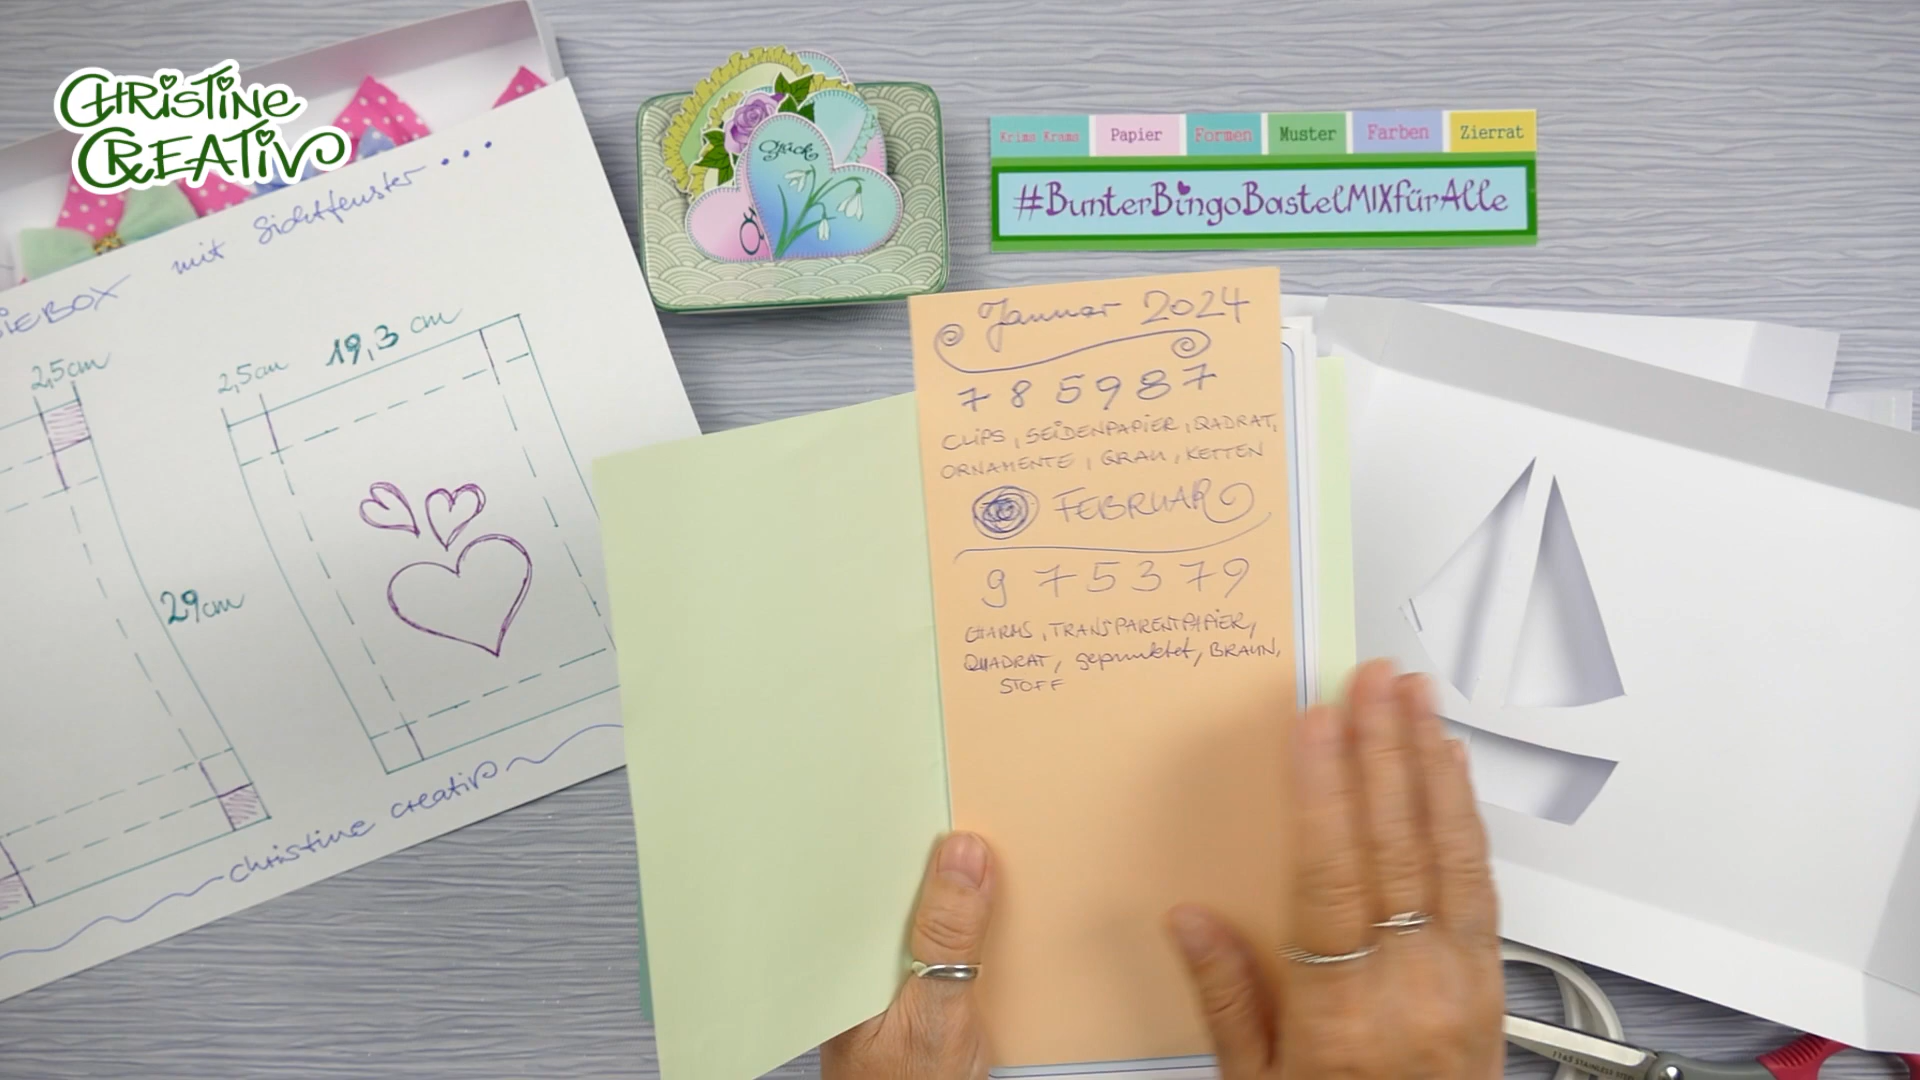 CHRISTINE
CREATIV
mit Sichtfenster ...
2,5cm
2,5cm
19,3 cm
29cm
christine creativ
Glück
Krims Krams
Papier
Formen
Muster
Farben
Zierrat
#BunterBingoBastelMIXfürAlle
Januar 2024
7 8 5 9 8 7
CLIPS, SEIDENPAPIER, QADRAT,
ORNAMENTE, GRAU, KETTEN
FEBRUAR
9 7 5 3 7 9
CHARMS, TRANSPARENTPAPIER,
QUADRAT, gepunktet, BRAUN,
STOFF